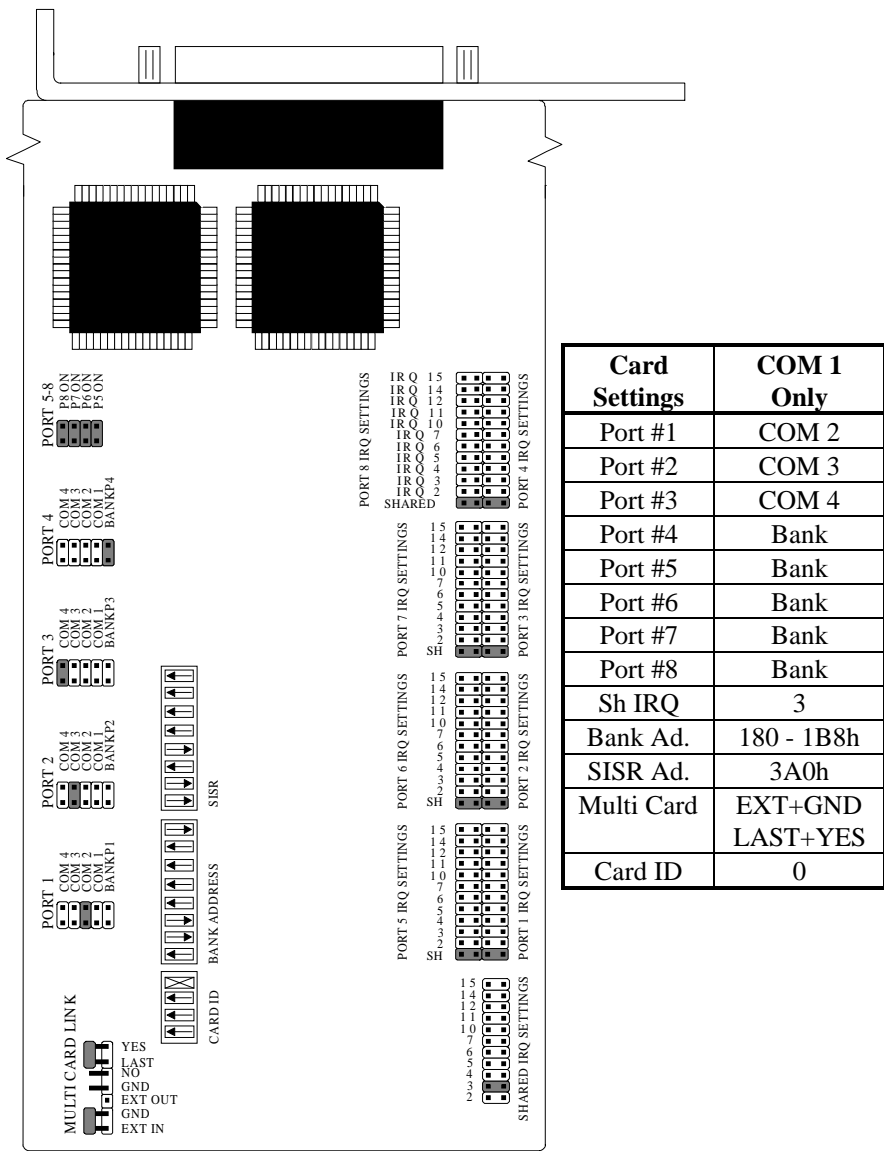 PORT 5-8
P8 ON
P7 ON
P6 ON
P5 ON
PORT 4
COM 4
COM 3
COM 2
COM 1
BANKP4
PORT 3
COM 4
COM 3
COM 2
COM 1
BANKP3
PORT 2
COM 4
COM 3
COM 2
COM 1
BANKP2
PORT 1
COM 4
COM 3
COM 2
COM 1
BANKP1
MULTI CARD LINK
YES
LAST
NO
GND
EXT OUT
GND
EXT IN
SISR
BANK ADDRESS
CARD ID
PORT 8 IRQ SETTINGS
IRQ 15
IRQ 14
IRQ 12
IRQ 11
IRQ 10
IRQ 7
IRQ 6
IRQ 5
IRQ 4
IRQ 3
IRQ 2
SHARED
PORT 4 IRQ SETTINGS
PORT 7 IRQ SETTINGS
15
14
12
11
10
7
6
5
4
3
2
SH
PORT 3 IRQ SETTINGS
PORT 6 IRQ SETTINGS
15
14
12
11
10
7
6
5
4
3
2
SH
PORT 2 IRQ SETTINGS
PORT 5 IRQ SETTINGS
15
14
12
11
10
7
6
5
4
3
2
SH
PORT 1 IRQ SETTINGS
15
14
12
11
10
7
6
5
4
3
2
SHARED IRQ SETTINGS
Card Settings COM 1 Only
Port #1 COM 2
Port #2 COM 3
Port #3 COM 4
Port #4 Bank
Port #5 Bank
Port #6 Bank
Port #7 Bank
Port #8 Bank
Sh IRQ 3
Bank Ad. 180 - 1B8h
SISR Ad. 3A0h
Multi Card EXT+GND
LAST+YES
Card ID 0